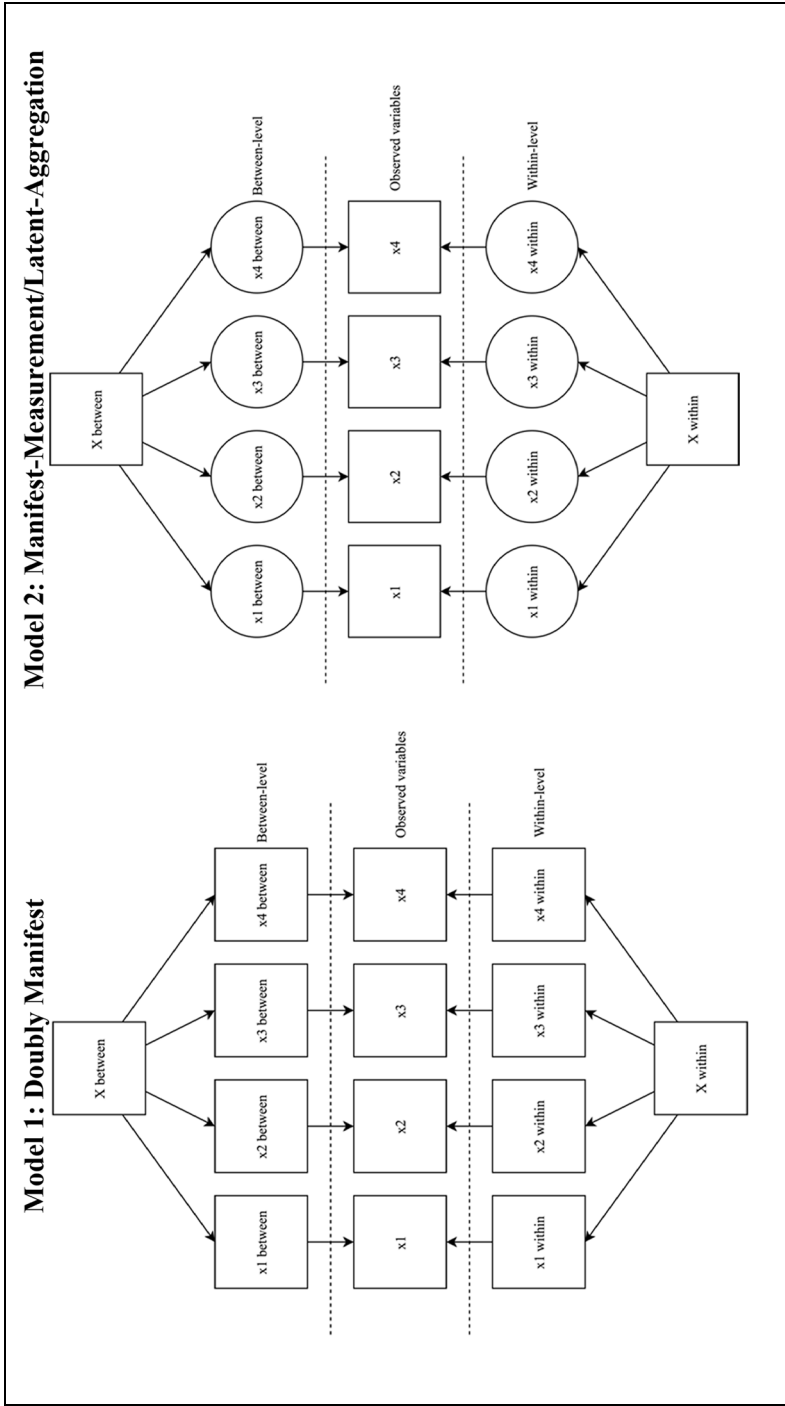 Model 1: Doubly Manifest
X between
x1 between
x2 between
x3 between
x4 between
Between-level
x1
x2
x3
x4
Observed variables
x1 within
x2 within
x3 within
x4 within
Within-level
X within
Model 2: Manifest-Measurement/Latent-Aggregation
X between
x1 between
x2 between
x3 between
x4 between
Between-level
x1
x2
x3
x4
Observed variables
x1 within
x2 within
x3 within
x4 within
Within-level
X within